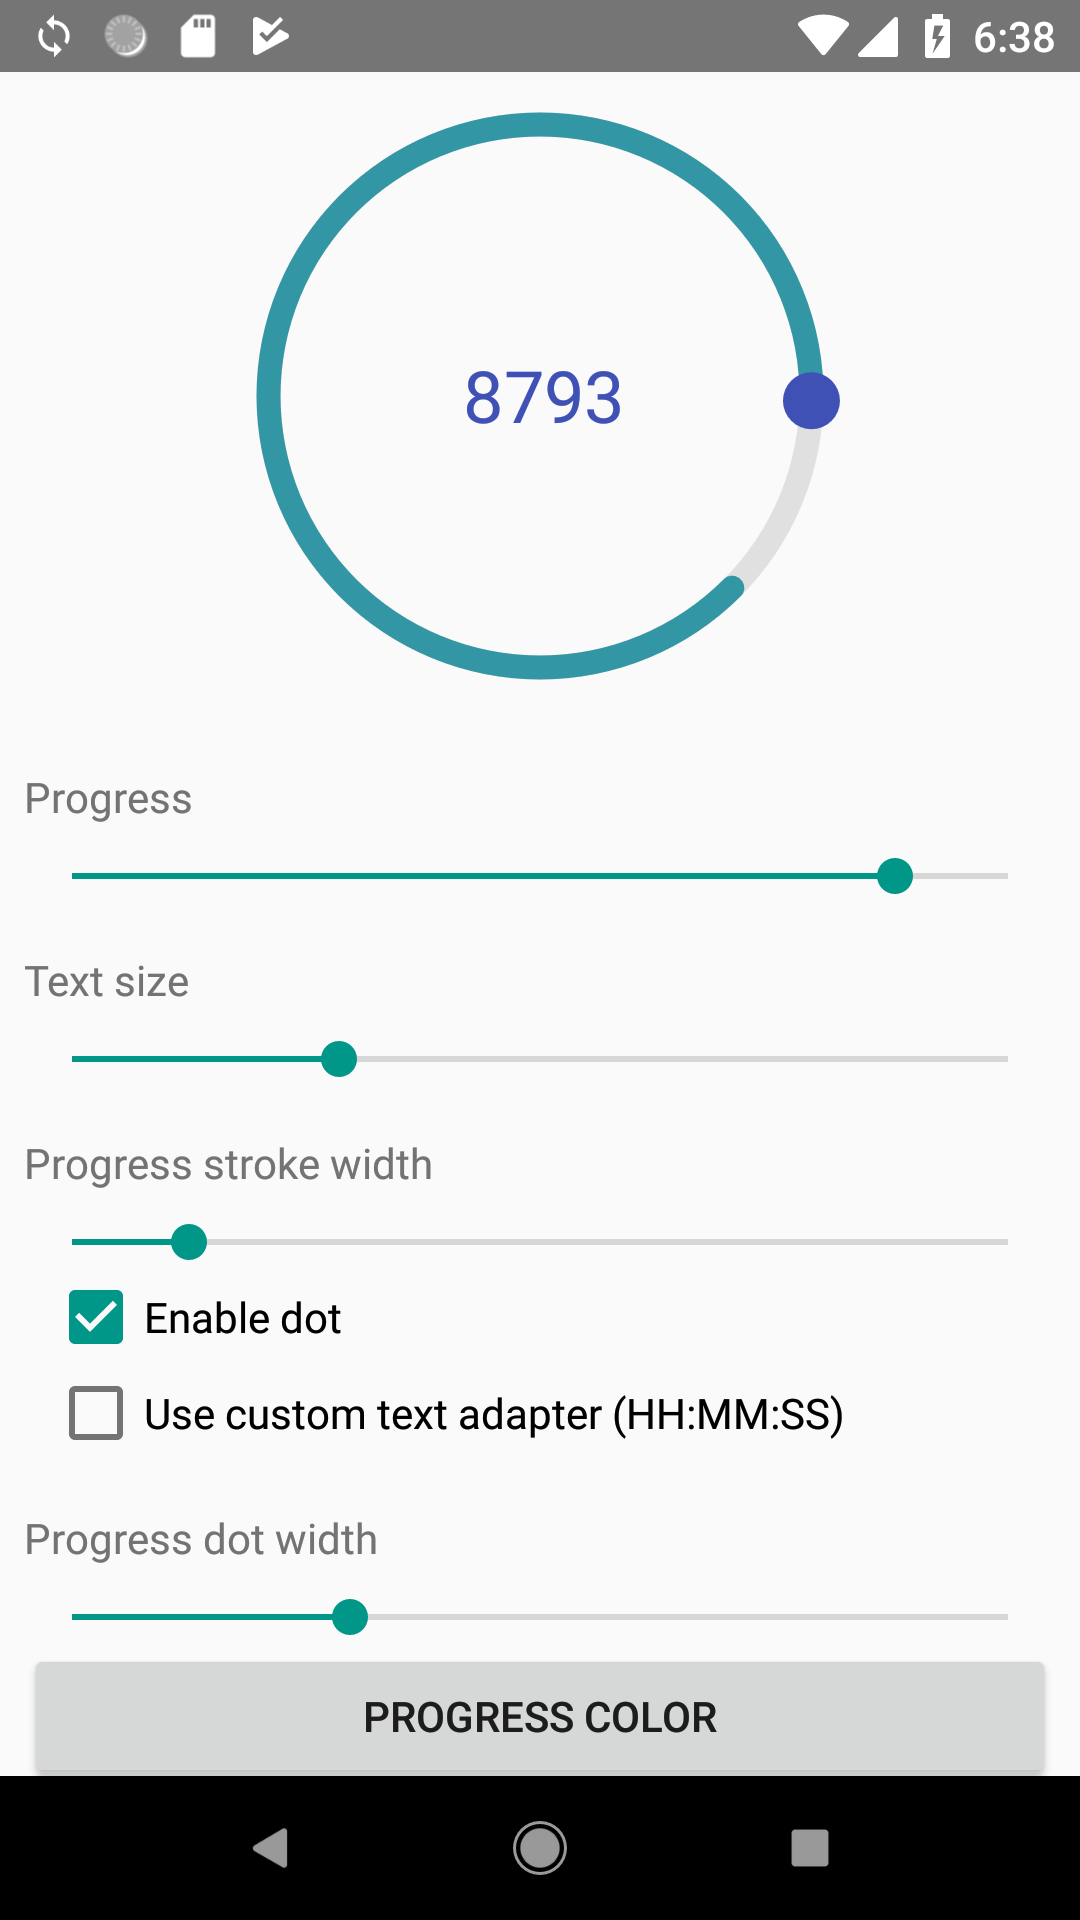 6:38
8793
Progress
Text size
Progress stroke width
Enable dot
Use custom text adapter (HH:MM:SS)
Progress dot width
PROGRESS COLOR